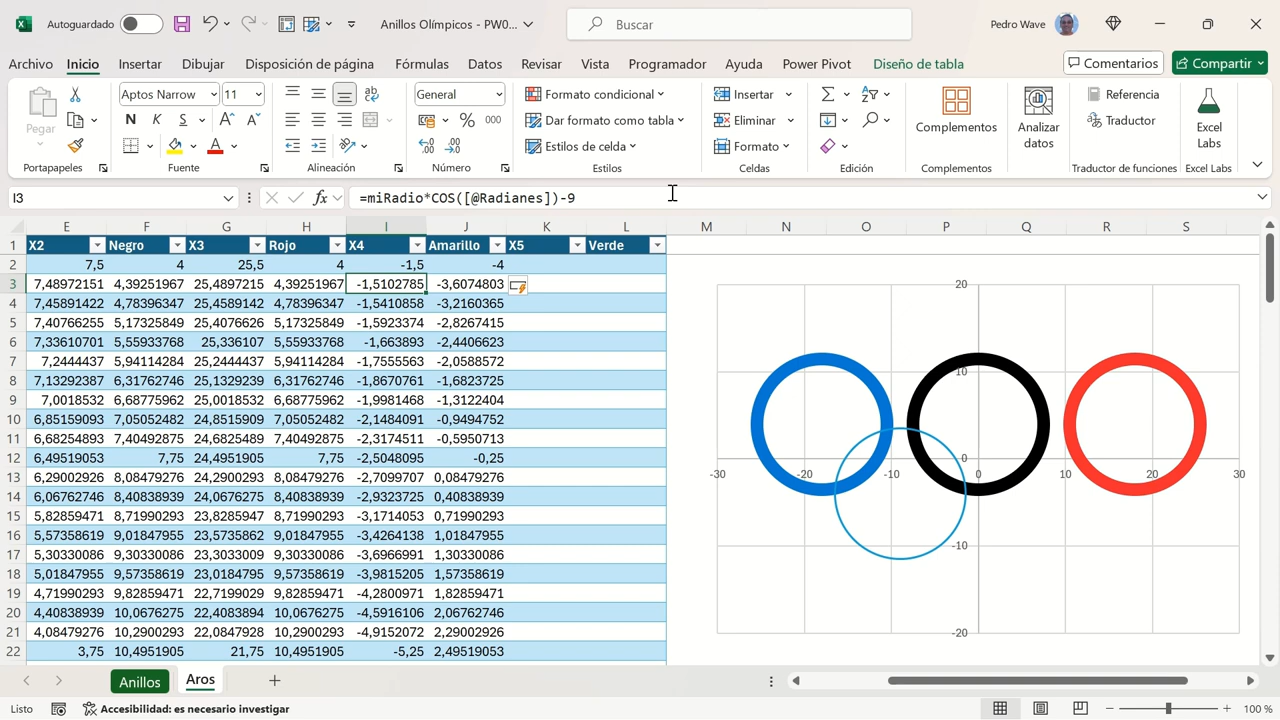 Autoguardado
Anillos Olímpicos - PW0...
Buscar
Pedro Wave
Archivo Inicio Insertar Dibujar Disposición de página Fórmulas Datos Revisar Vista Programador Ayuda Power Pivot Diseño de tabla
Comentarios Compartir
Pegar
Portapapeles
Aptos Narrow 11
N K S
A A
A
Fuente
ab
Alineación
General
% 000
Número
Formato condicional
Dar formato como tabla
Estilos de celda
Estilos
Insertar
Eliminar
Formato
Celdas
Edición
Complementos
Complementos
Analizar datos
Referencia
Traductor
Traductor de funciones
Excel Labs
Excel Labs
I3 fx =miRadio*COS([@Radianes])-9
E F G H I J K L M N O P Q R S
1 X2 Negro X3 Rojo X4 Amarillo X5 Verde
2 7,5 4 25,5 4 -1,5 -4
3 7,48972151 4,39251967 25,4897215 4,39251967 -1,5102785 -3,6074803
4 7,45891422 4,78396347 25,4589142 4,78396347 -1,5410858 -3,2160365
5 7,40766255 5,17325849 25,4076626 5,17325849 -1,5923374 -2,8267415
6 7,33610701 5,55933768 25,336107 5,55933768 -1,663893 -2,4406623
7 7,2444437 5,94114284 25,2444437 5,94114284 -1,7555563 -2,0588572
8 7,13292387 6,31762746 25,1329239 6,31762746 -1,8670761 -1,6823725
9 7,0018532 6,68775962 25,0018532 6,68775962 -1,9981468 -1,3122404
10 6,85159093 7,05052482 24,8515909 7,05052482 -2,1484091 -0,9494752
11 6,68254893 7,40492875 24,6825489 7,40492875 -2,3174511 -0,5950713
12 6,49519053 7,75 24,4951905 7,75 -2,5048095 -0,25
13 6,29002926 8,08479276 24,2900293 8,08479276 -2,7099707 0,08479276
14 6,06762746 8,40838939 24,0676275 8,40838939 -2,9323725 0,40838939
15 5,82859471 8,71990293 23,8285947 8,71990293 -3,1714053 0,71990293
16 5,57358619 9,01847955 23,5735862 9,01847955 -3,4264138 1,01847955
17 5,30330086 9,30330086 23,3033009 9,30330086 -3,6966991 1,30330086
18 5,01847955 9,57358619 23,0184795 9,57358619 -3,9815205 1,57358619
19 4,71990293 9,82859471 22,7199029 9,82859471 -4,2800971 1,82859471
20 4,40838939 10,0676275 22,4083894 10,0676275 -4,5916106 2,06762746
21 4,08479276 10,2900293 22,0847928 10,2900293 -4,9152072 2,29002926
22 3,75 10,4951905 21,75 10,4951905 -5,25 2,49519053
20
10
0
-30 -20 -10 0 10 20 30
-10
-20
Anillos Aros
Listo Accesibilidad: es necesario investigar 100 %